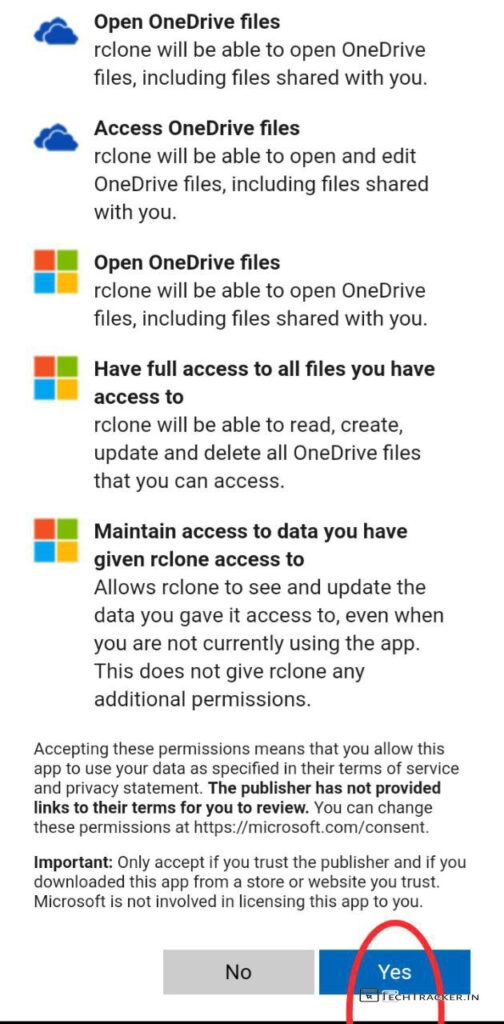 Open OneDrive files
rclone will be able to open OneDrive
files, including files shared with you.
Access OneDrive files
rclone will be able to open and edit
OneDrive files, including files shared
with you.
Open OneDrive files
rclone will be able to open OneDrive
files, including files shared with you.
Have full access to all files you have
access to
rclone will be able to read, create,
update and delete all OneDrive files
that you can access.
Maintain access to data you have
given rclone access to
Allows rclone to see and update the
data you gave it access to, even when
you are not currently using the app.
This does not give rclone any
additional permissions.
Accepting these permissions means that you allow this
app to use your data as specified in their terms of service
and privacy statement. The publisher has not provided
links to their terms for you to review. You can change
these permissions at https://microsoft.com/consent.
Important: Only accept if you trust the publisher and if you
downloaded this app from a store or website you trust.
Microsoft is not involved in licensing this app to you.
No
Yes
TechTracker.in